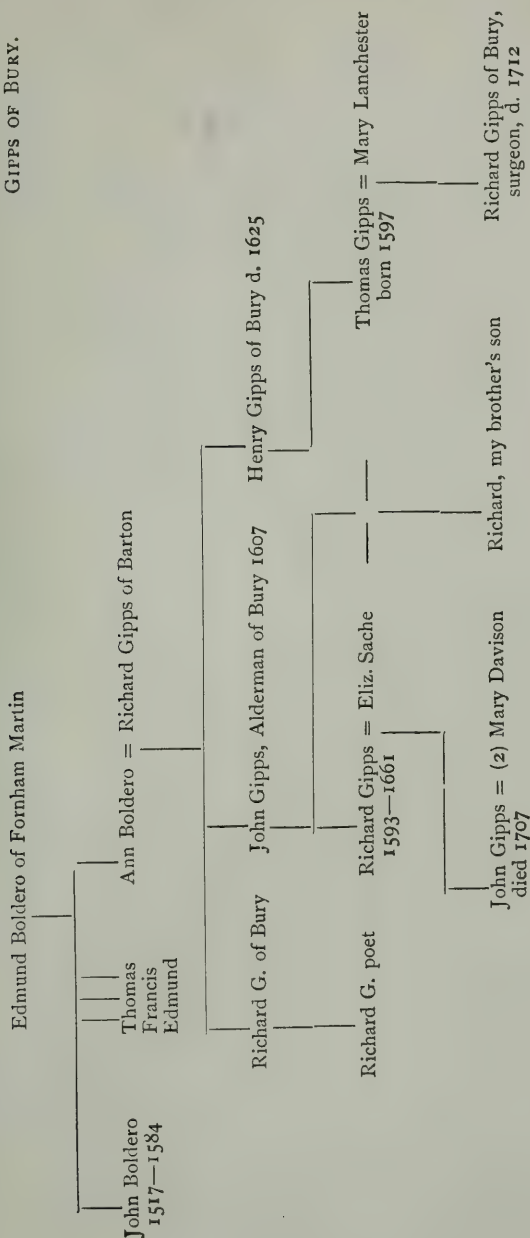 GIPPS OF BURY.
Edmund Boldero of Fornham Martin
John Boldero
1517—1584
Thomas
Francis
Edmund
Ann Boldero = Richard Gipps of Barton
Richard G. of Bury
John Gipps, Alderman of Bury 1607
Henry Gipps of Bury d. 1625
Richard G. poet
Richard Gipps = Eliz. Sache
1593—1661
Thomas Gipps = Mary Lanchester
born 1597
John Gipps = (2) Mary Davison
died 1707
Richard, my brother's son
Richard Gipps of Bury,
surgeon, d. 1712